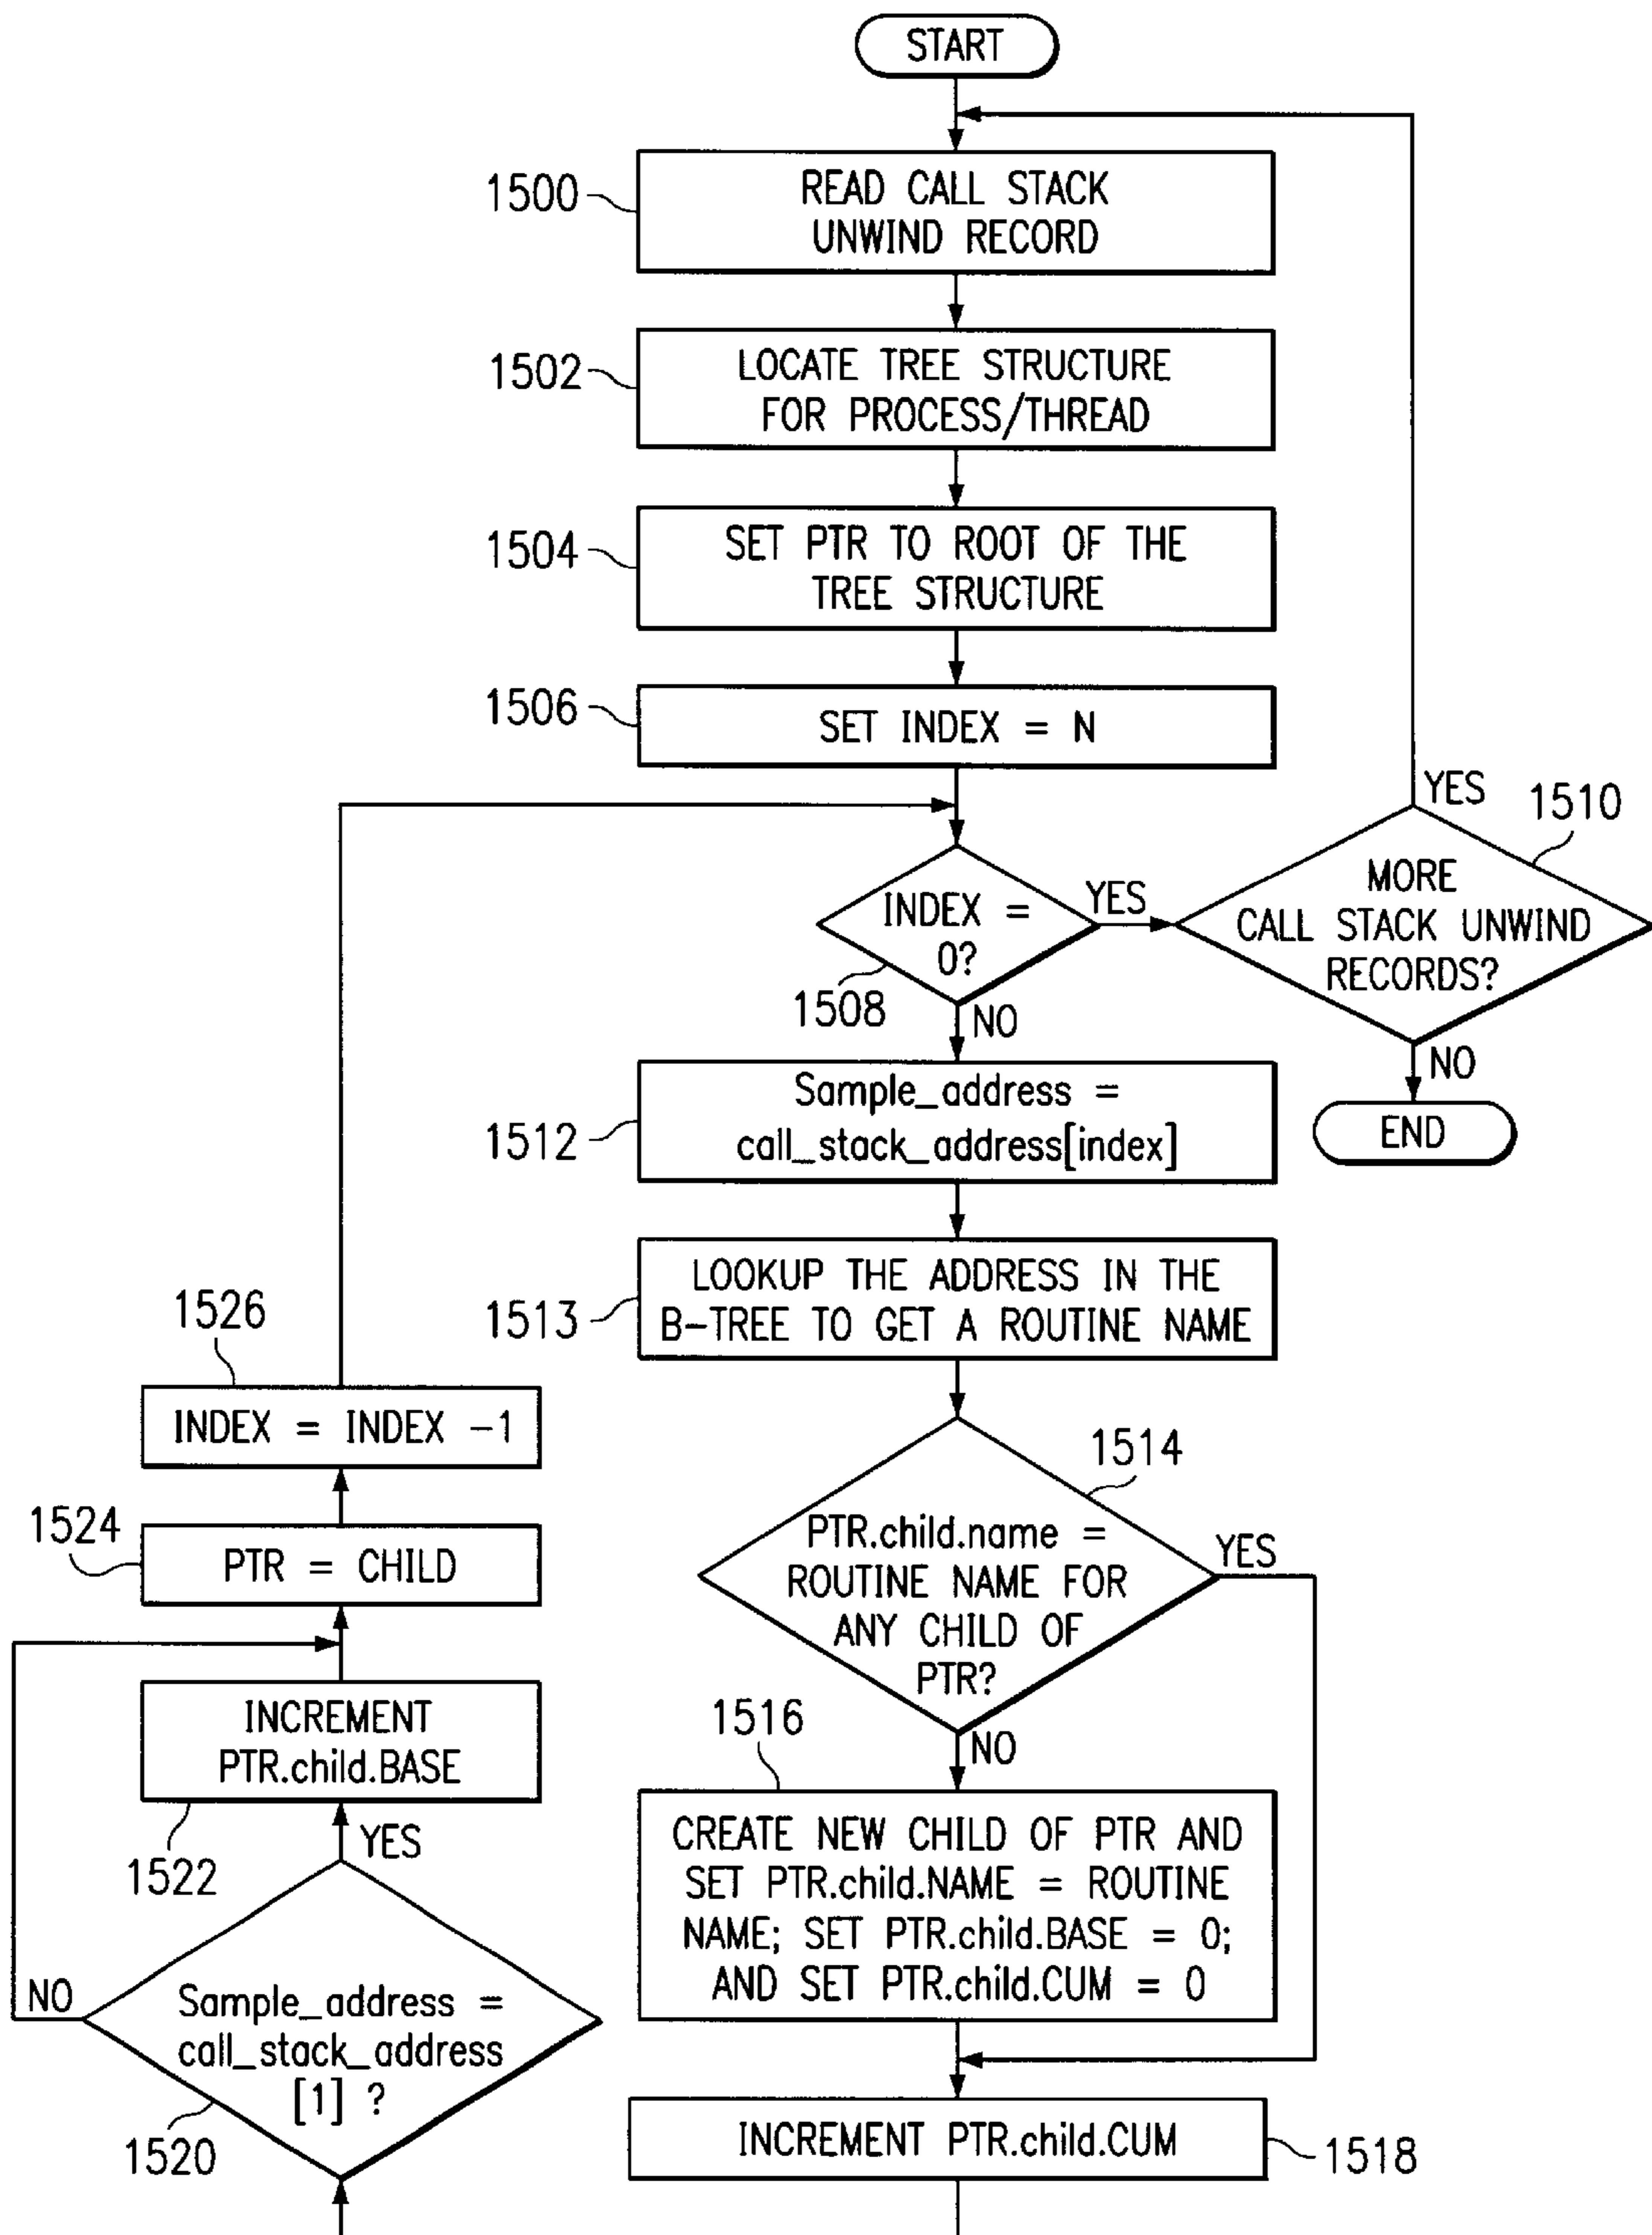 START
1500
READ CALL STACK
UNWIND RECORD
1502
LOCATE TREE STRUCTURE
FOR PROCESS/THREAD
1504
SET PTR TO ROOT OF THE
TREE STRUCTURE
1506
SET INDEX = N
INDEX =
0?
1508
YES
NO
YES
1510
MORE
CALL STACK UNWIND
RECORDS?
NO
END
1512
Sample_address =
call_stack_address[index]
1513
LOOKUP THE ADDRESS IN THE
B-TREE TO GET A ROUTINE NAME
1514
PTR.child.name =
ROUTINE NAME FOR
ANY CHILD OF
PTR?
YES
NO
1516
CREATE NEW CHILD OF PTR AND
SET PTR.child.NAME = ROUTINE
NAME; SET PTR.child.BASE = 0;
AND SET PTR.child.CUM = 0
INCREMENT PTR.child.CUM
1518
Sample_address =
call_stack_address
[1] ?
1520
NO
YES
1522
INCREMENT
PTR.child.BASE
1524
PTR = CHILD
1526
INDEX = INDEX -1